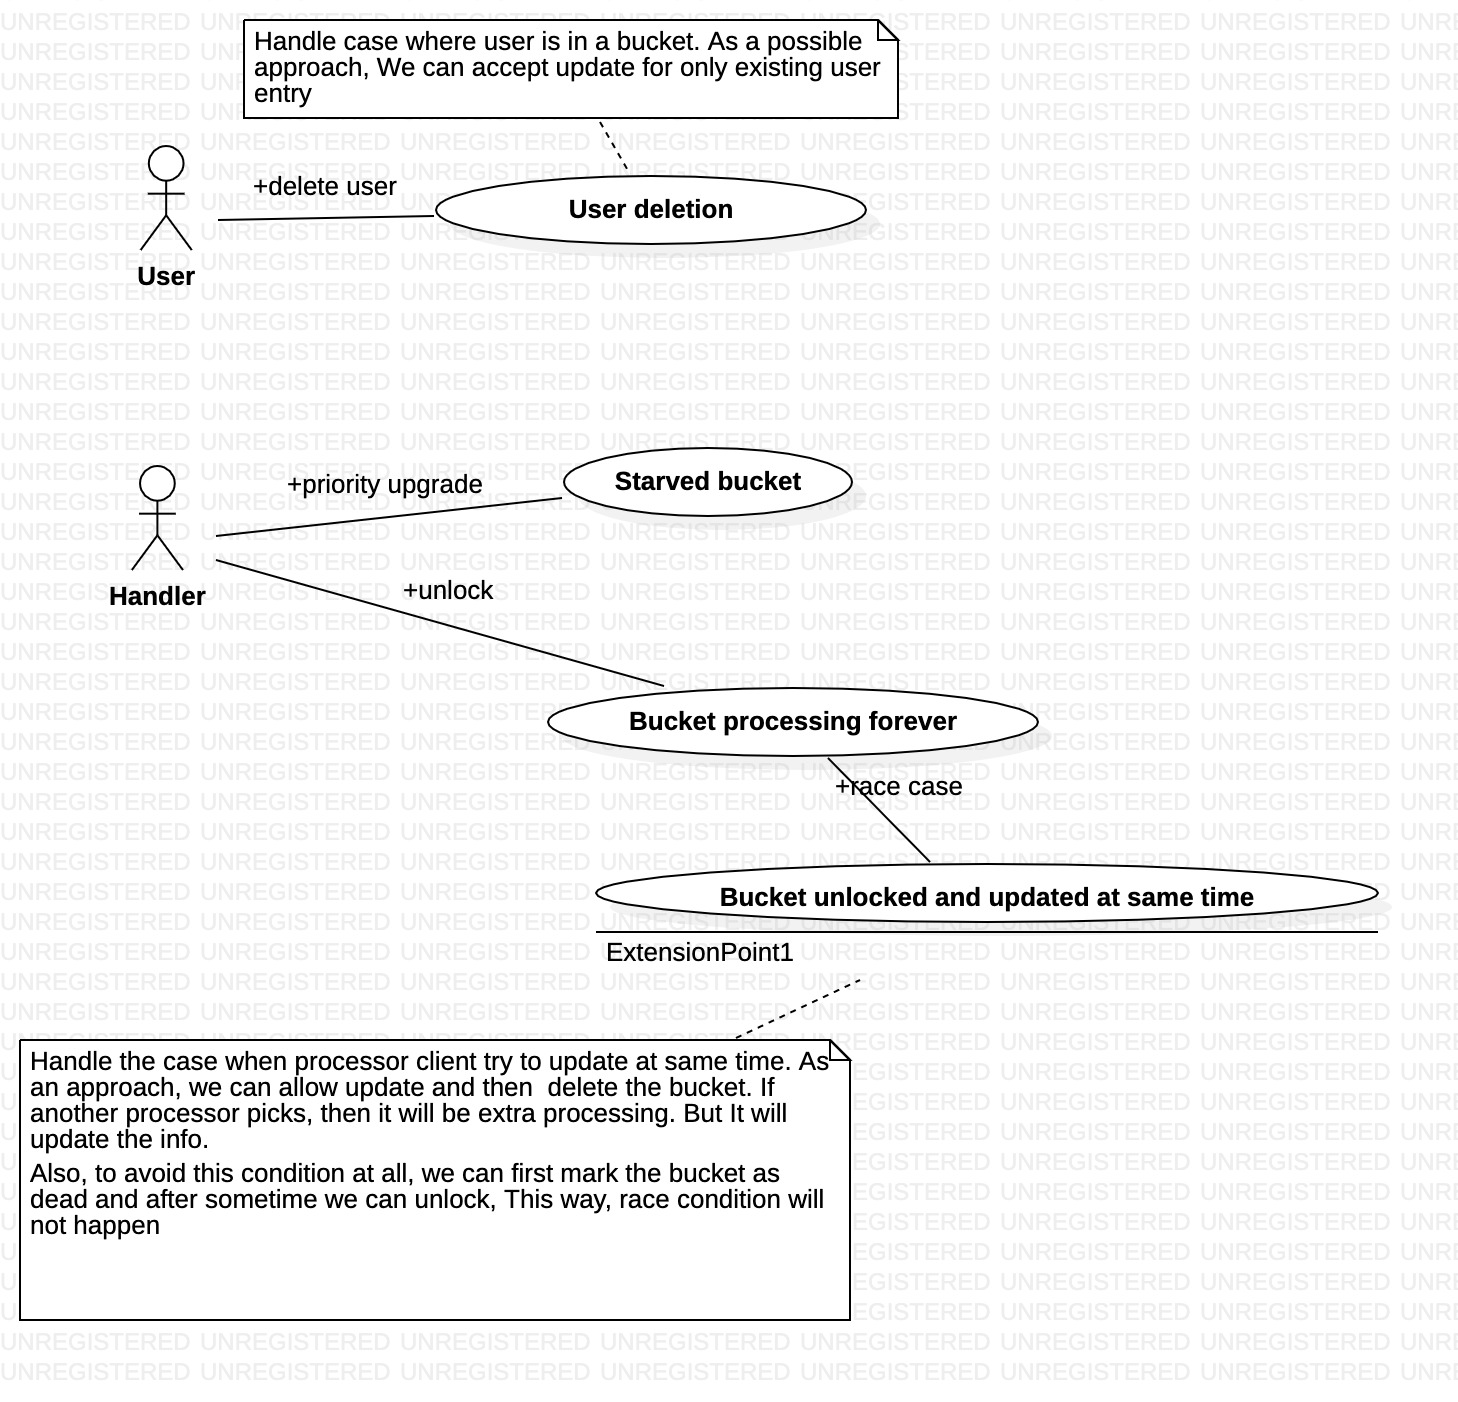 Handle case where user is in a bucket. As a possible
approach, We can accept update for only existing user
entry
+delete user
User deletion
User
+priority upgrade
Starved bucket
Handler
+unlock
Bucket processing forever
+race case
Bucket unlocked and updated at same time
ExtensionPoint1
Handle the case when processor client try to update at same time. As
an approach, we can allow update and then  delete the bucket. If
another processor picks, then it will be extra processing. But It will
update the info.
Also, to avoid this condition at all, we can first mark the bucket as
dead and after sometime we can unlock, This way, race condition will
not happen
UNREGISTERED